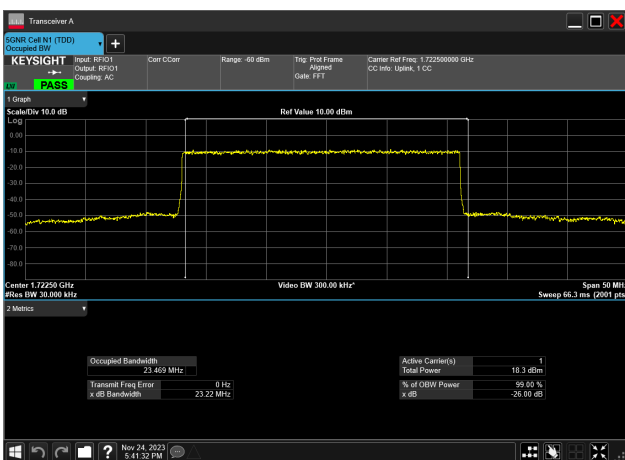 Transceiver A
5GNR Cell N1 (TDD)
Occupied BW
KEYSIGHT
PASS
Input: RFIO1
Output: RFIO1
Coupling: AC
Corr CCorr
Range: -60 dBm
Trig: Prot Frame
Aligned
Gate: FFT
Carrier Ref Freq: 1.722500000 GHz
CC Info: Uplink, 1 CC
1 Graph
Scale/Div 10.0 dB
Ref Value 10.00 dBm
Log
0.00
-10.0
-20.0
-30.0
-40.0
-50.0
-60.0
-70.0
-80.0
Center 1.72250 GHz
#Res BW 30.000 kHz
Video BW 300.00 kHz*
Span 50 MH
Sweep 66.3 ms (2001 pts
2 Metrics
Occupied Bandwidth
23.469 MHz
Transmit Freq Error 0 Hz
x dB Bandwidth 23.22 MHz
Active Carrier(s) 1
Total Power 18.3 dBm
% of OBW Power 99.00 %
x dB -26.00 dB
?
Nov 24, 2023
5:41:32 PM